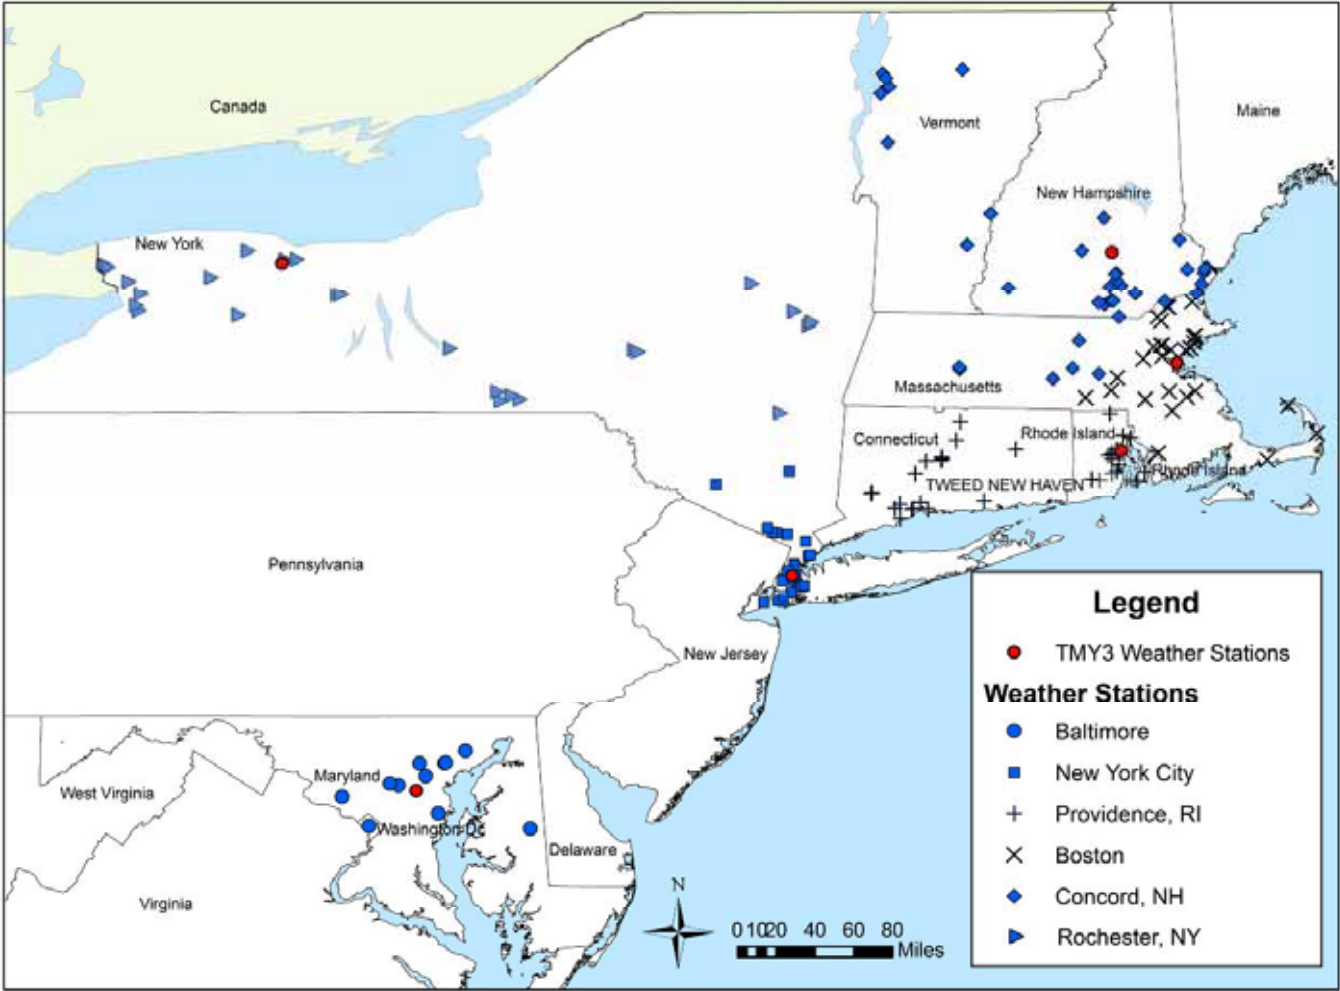 Canada
Vermont
Maine
New Hampshire
New York
Massachusetts
Connecticut
Rhode Island
Rhode Island
TWEED NEW HAVEN
Pennsylvania
New Jersey
Legend
TMY3 Weather Stations
Weather Stations
Baltimore
New York City
Providence, RI
Boston
Concord, NH
Rochester, NY
Maryland
West Virginia
Washington Dc
Delaware
Virginia
N
0 10 20 40 60 80
Miles